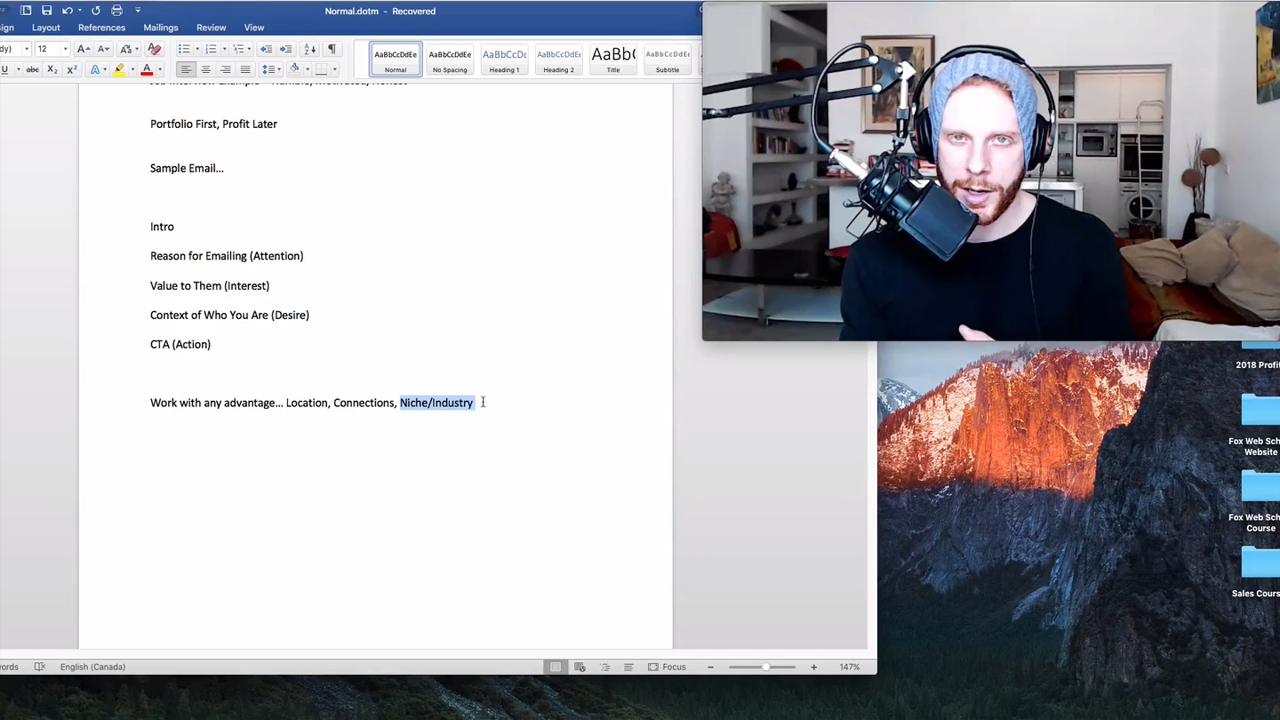 Normal.dotm - Recovered
Layout References Mailings Review View
12
AaBbCcDdEe AaBbCcDdEe AaBbCcDc AaBbCcDdEe AaBbC AaBbCcDdEe
Normal No Spacing Heading 1 Heading 2 Title Subtitle
Portfolio First, Profit Later
Sample Email...
Intro
Reason for Emailing (Attention)
Value to Them (Interest)
Context of Who You Are (Desire)
CTA (Action)
Work with any advantage... Location, Connections, Niche/Industry
English (Canada)
Focus
147%
2018 Profi
Fox Web Sch
Website
Fox Web Sch
Course
Sales Cours